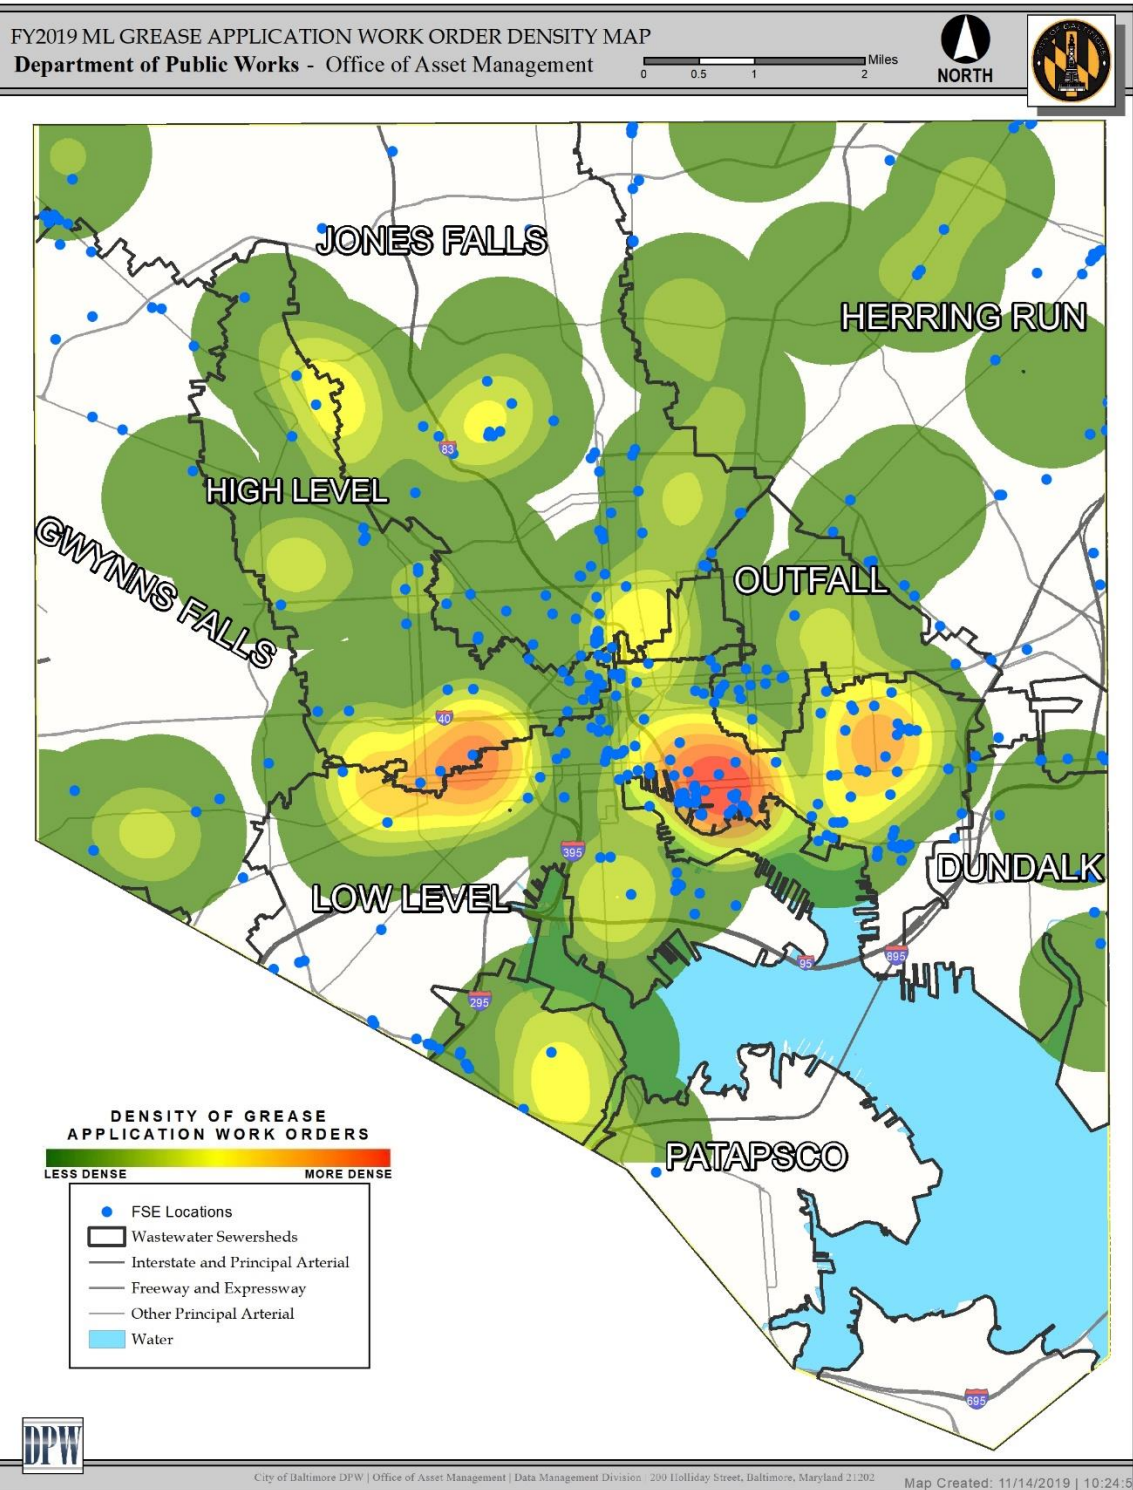 FY2019 ML GREASE APPLICATION WORK ORDER DENSITY MAP
Department of Public Works - Office of Asset Management
0 0.5 1 2 Miles
NORTH
CITY OF BALTIMORE
JONES FALLS
HERRING RUN
83
HIGH LEVEL
GWYNNS FALLS
OUTFALL
40
395
DUNDALK
LOW LEVEL
95
895
295
PATAPSCO
695
DENSITY OF GREASE
APPLICATION WORK ORDERS
LESS DENSE MORE DENSE
FSE Locations
Wastewater Sewersheds
Interstate and Principal Arterial
Freeway and Expressway
Other Principal Arterial
Water
DPW
City of Baltimore DPW | Office of Asset Management | Data Management Division | 200 Holliday Street, Baltimore, Maryland 21202
Map Created: 11/14/2019 | 10:24:5